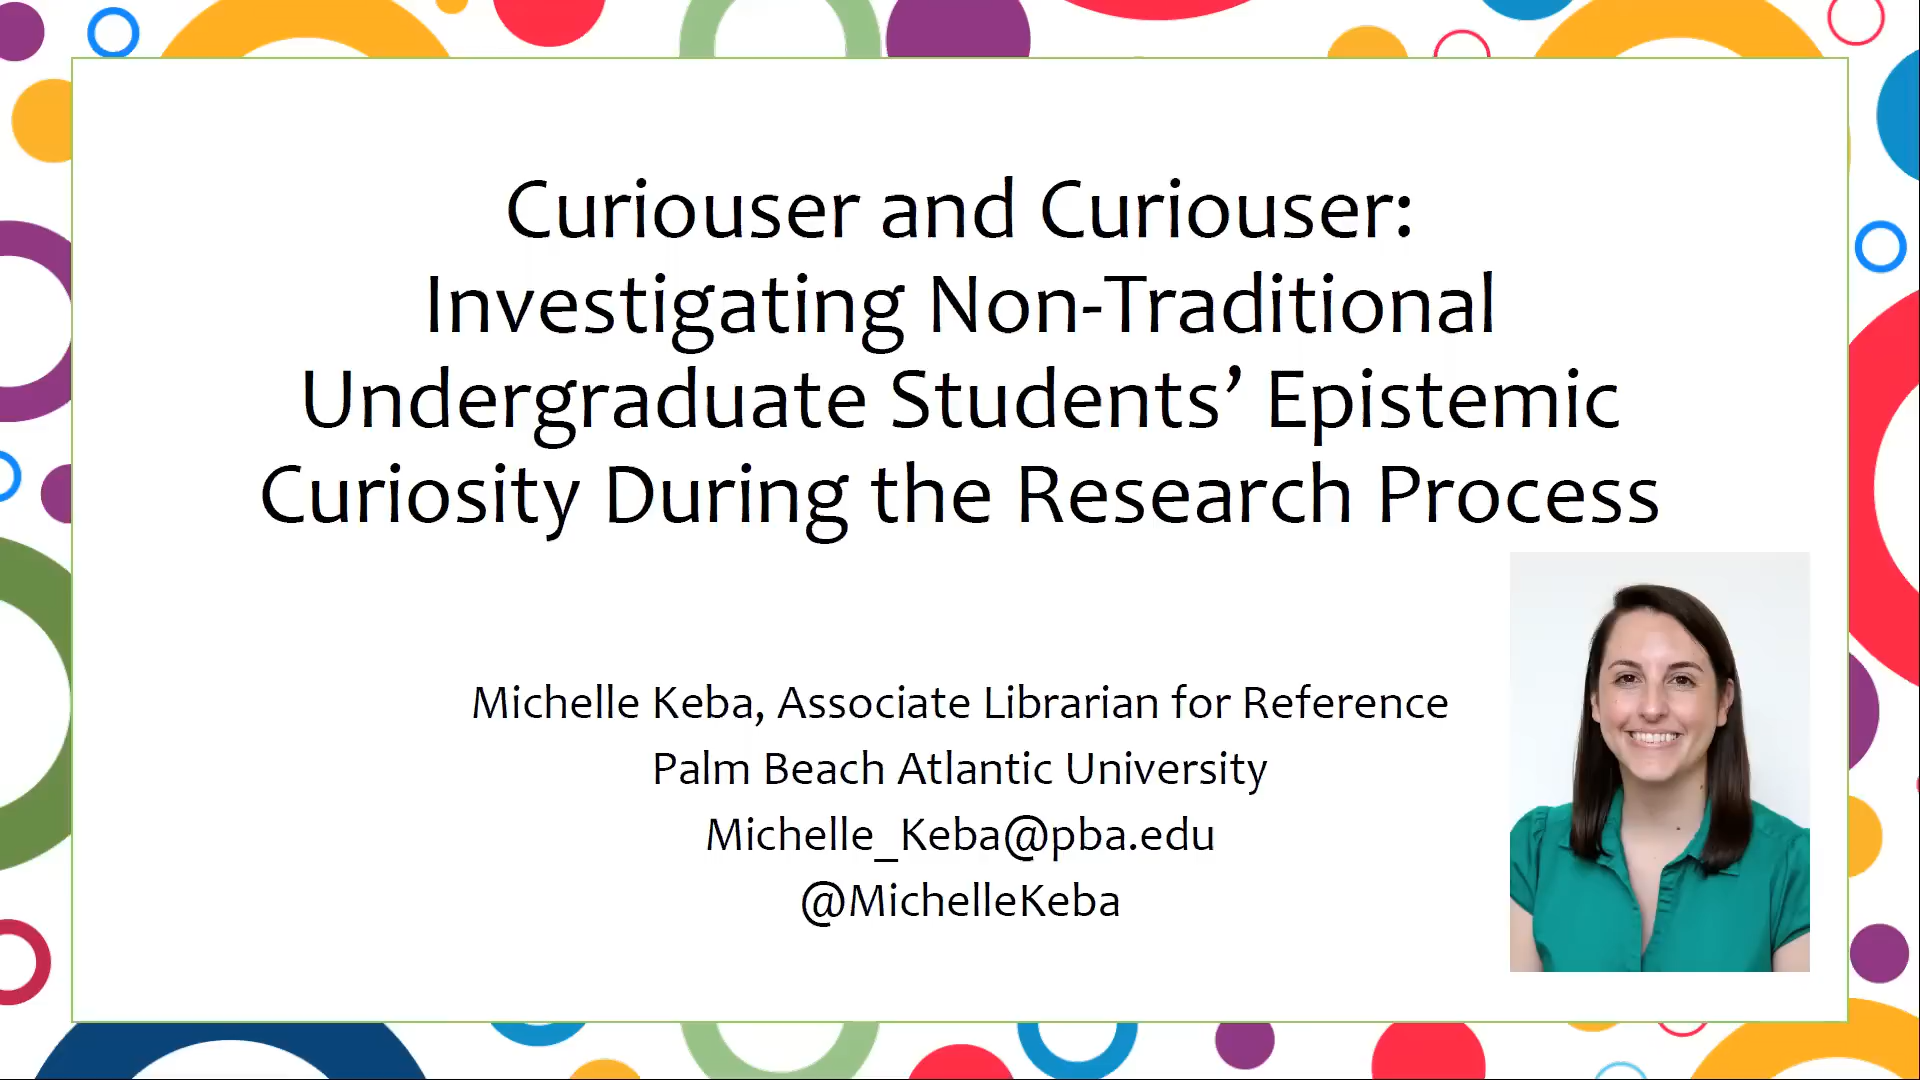 Curiouser and Curiouser:
Investigating Non-Traditional
Undergraduate Students’ Epistemic
Curiosity During the Research Process
Michelle Keba, Associate Librarian for Reference
Palm Beach Atlantic University
Michelle_Keba@pba.edu
@MichelleKeba